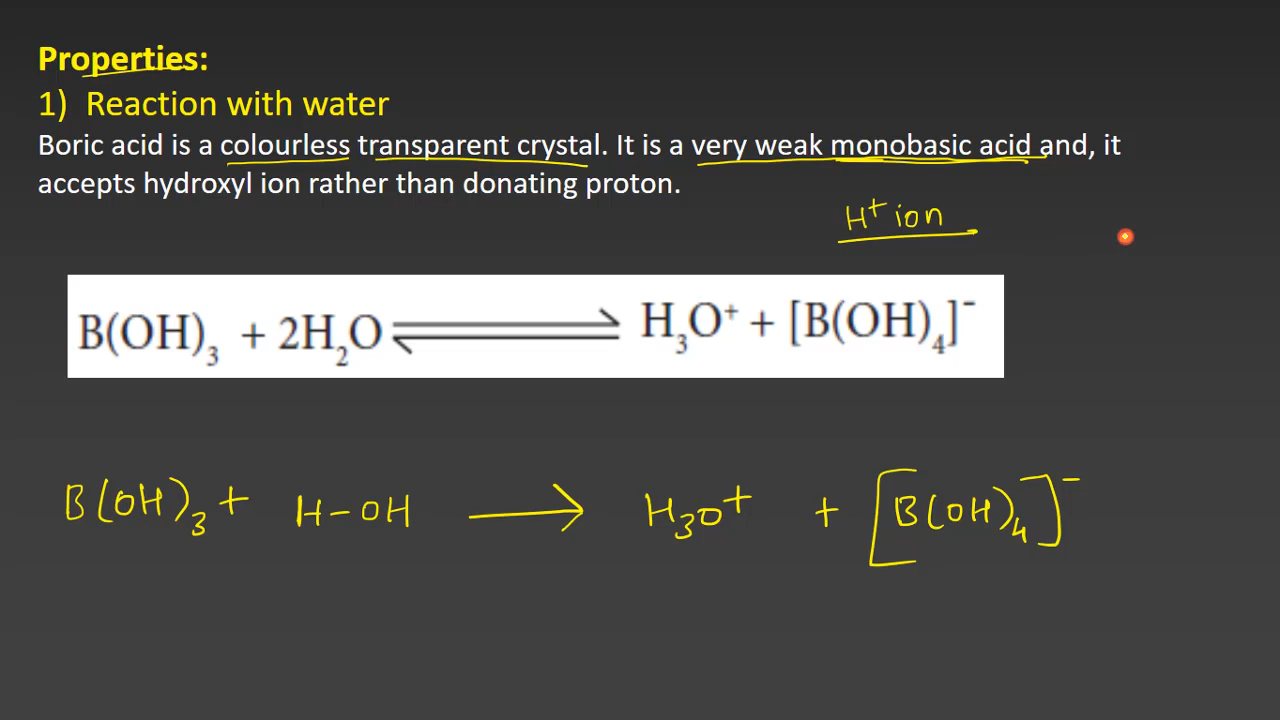 Properties:
1) Reaction with water
Boric acid is a colourless transparent crystal. It is a very weak monobasic acid and, it
accepts hydroxyl ion rather than donating proton.
H⁺ ion
B(OH)₃ + 2H₂O ⇌ H₃O⁺ + [B(OH)₄]⁻
B(OH)₃ + H-OH → H₃O⁺ + [B(OH)₄]⁻